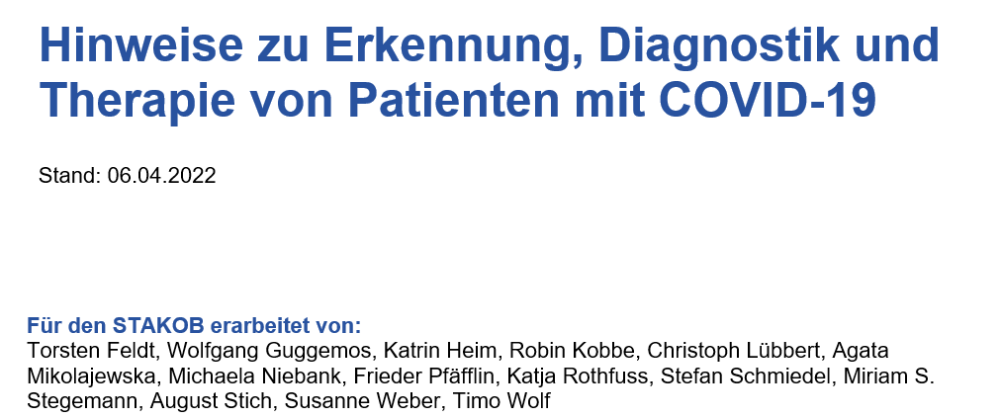 Hinweise zu Erkennung, Diagnostik und
Therapie von Patienten mit COVID-19
Stand: 06.04.2022
Für den STAKOB erarbeitet von:
Torsten Feldt, Wolfgang Guggemos, Katrin Heim, Robin Kobbe, Christoph Lübbert, Agata
Mikolajewska, Michaela Niebank, Frieder Pfäfflin, Katja Rothfuss, Stefan Schmiedel, Miriam S.
Stegemann, August Stich, Susanne Weber, Timo Wolf